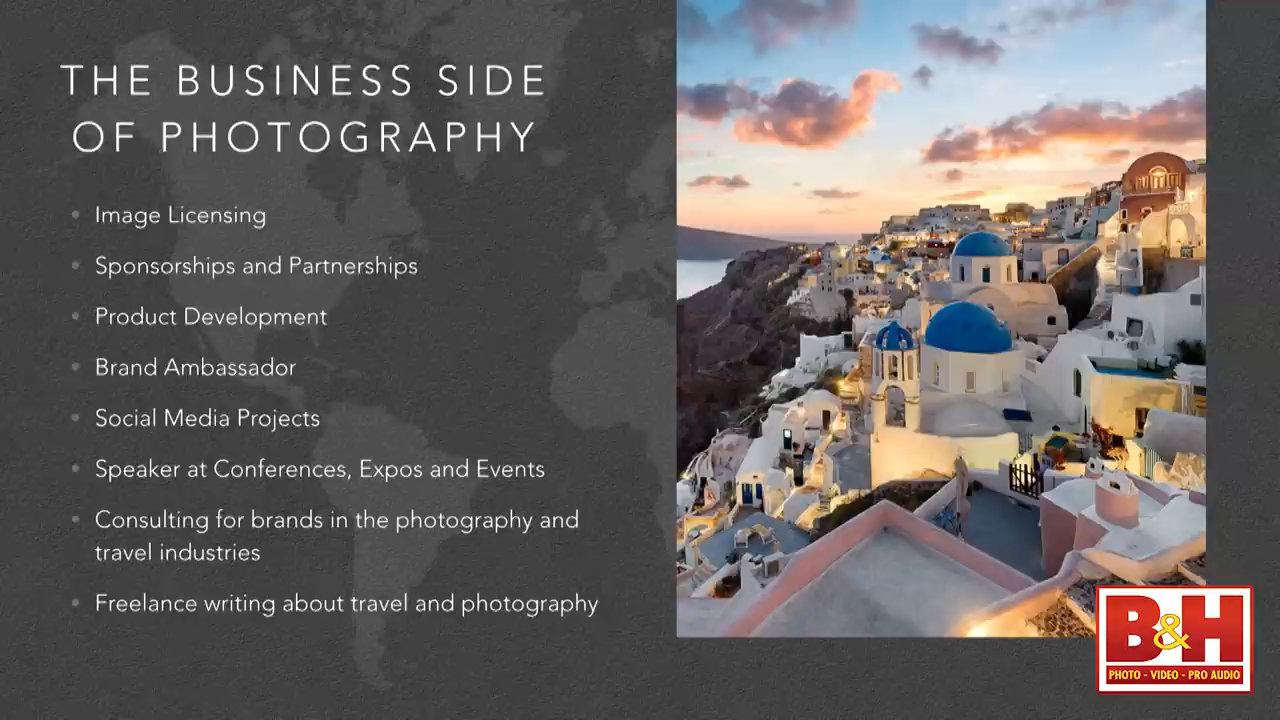 THE BUSINESS SIDE
OF PHOTOGRAPHY
• Image Licensing
• Sponsorships and Partnerships
• Product Development
• Brand Ambassador
• Social Media Projects
• Speaker at Conferences, Expos and Events
• Consulting for brands in the photography and
travel industries
• Freelance writing about travel and photography
B&H
PHOTO - VIDEO - PRO AUDIO